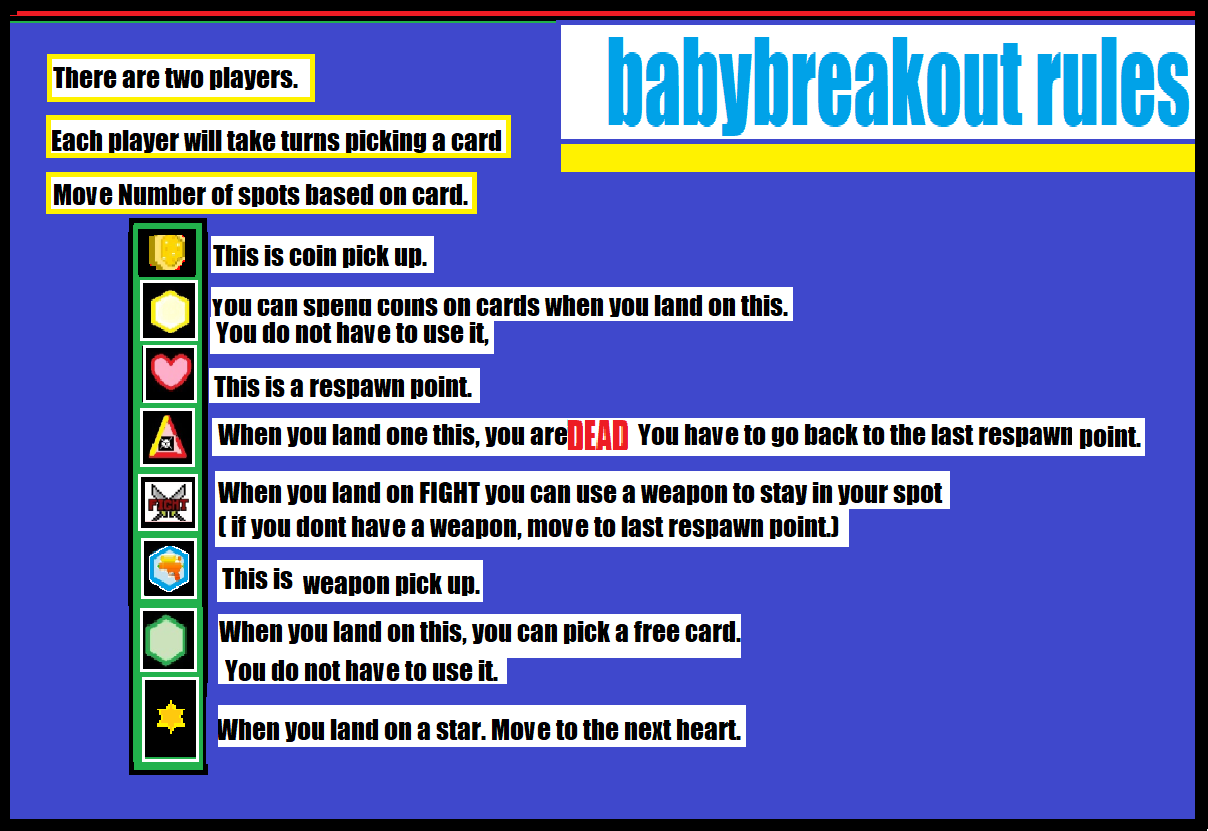 babybreakout rules
There are two players.
Each player will take turns picking a card
Move Number of spots based on card.
This is coin pick up.
You can spend coins on cards when you land on this.
You do not have to use it,
This is a respawn point.
When you land one this, you are DEAD You have to go back to the last respawn point.
FIGHT
When you land on FIGHT you can use a weapon to stay in your spot
( if you dont have a weapon, move to last respawn point.)
This is weapon pick up.
When you land on this, you can pick a free card.
You do not have to use it.
When you land on a star. Move to the next heart.